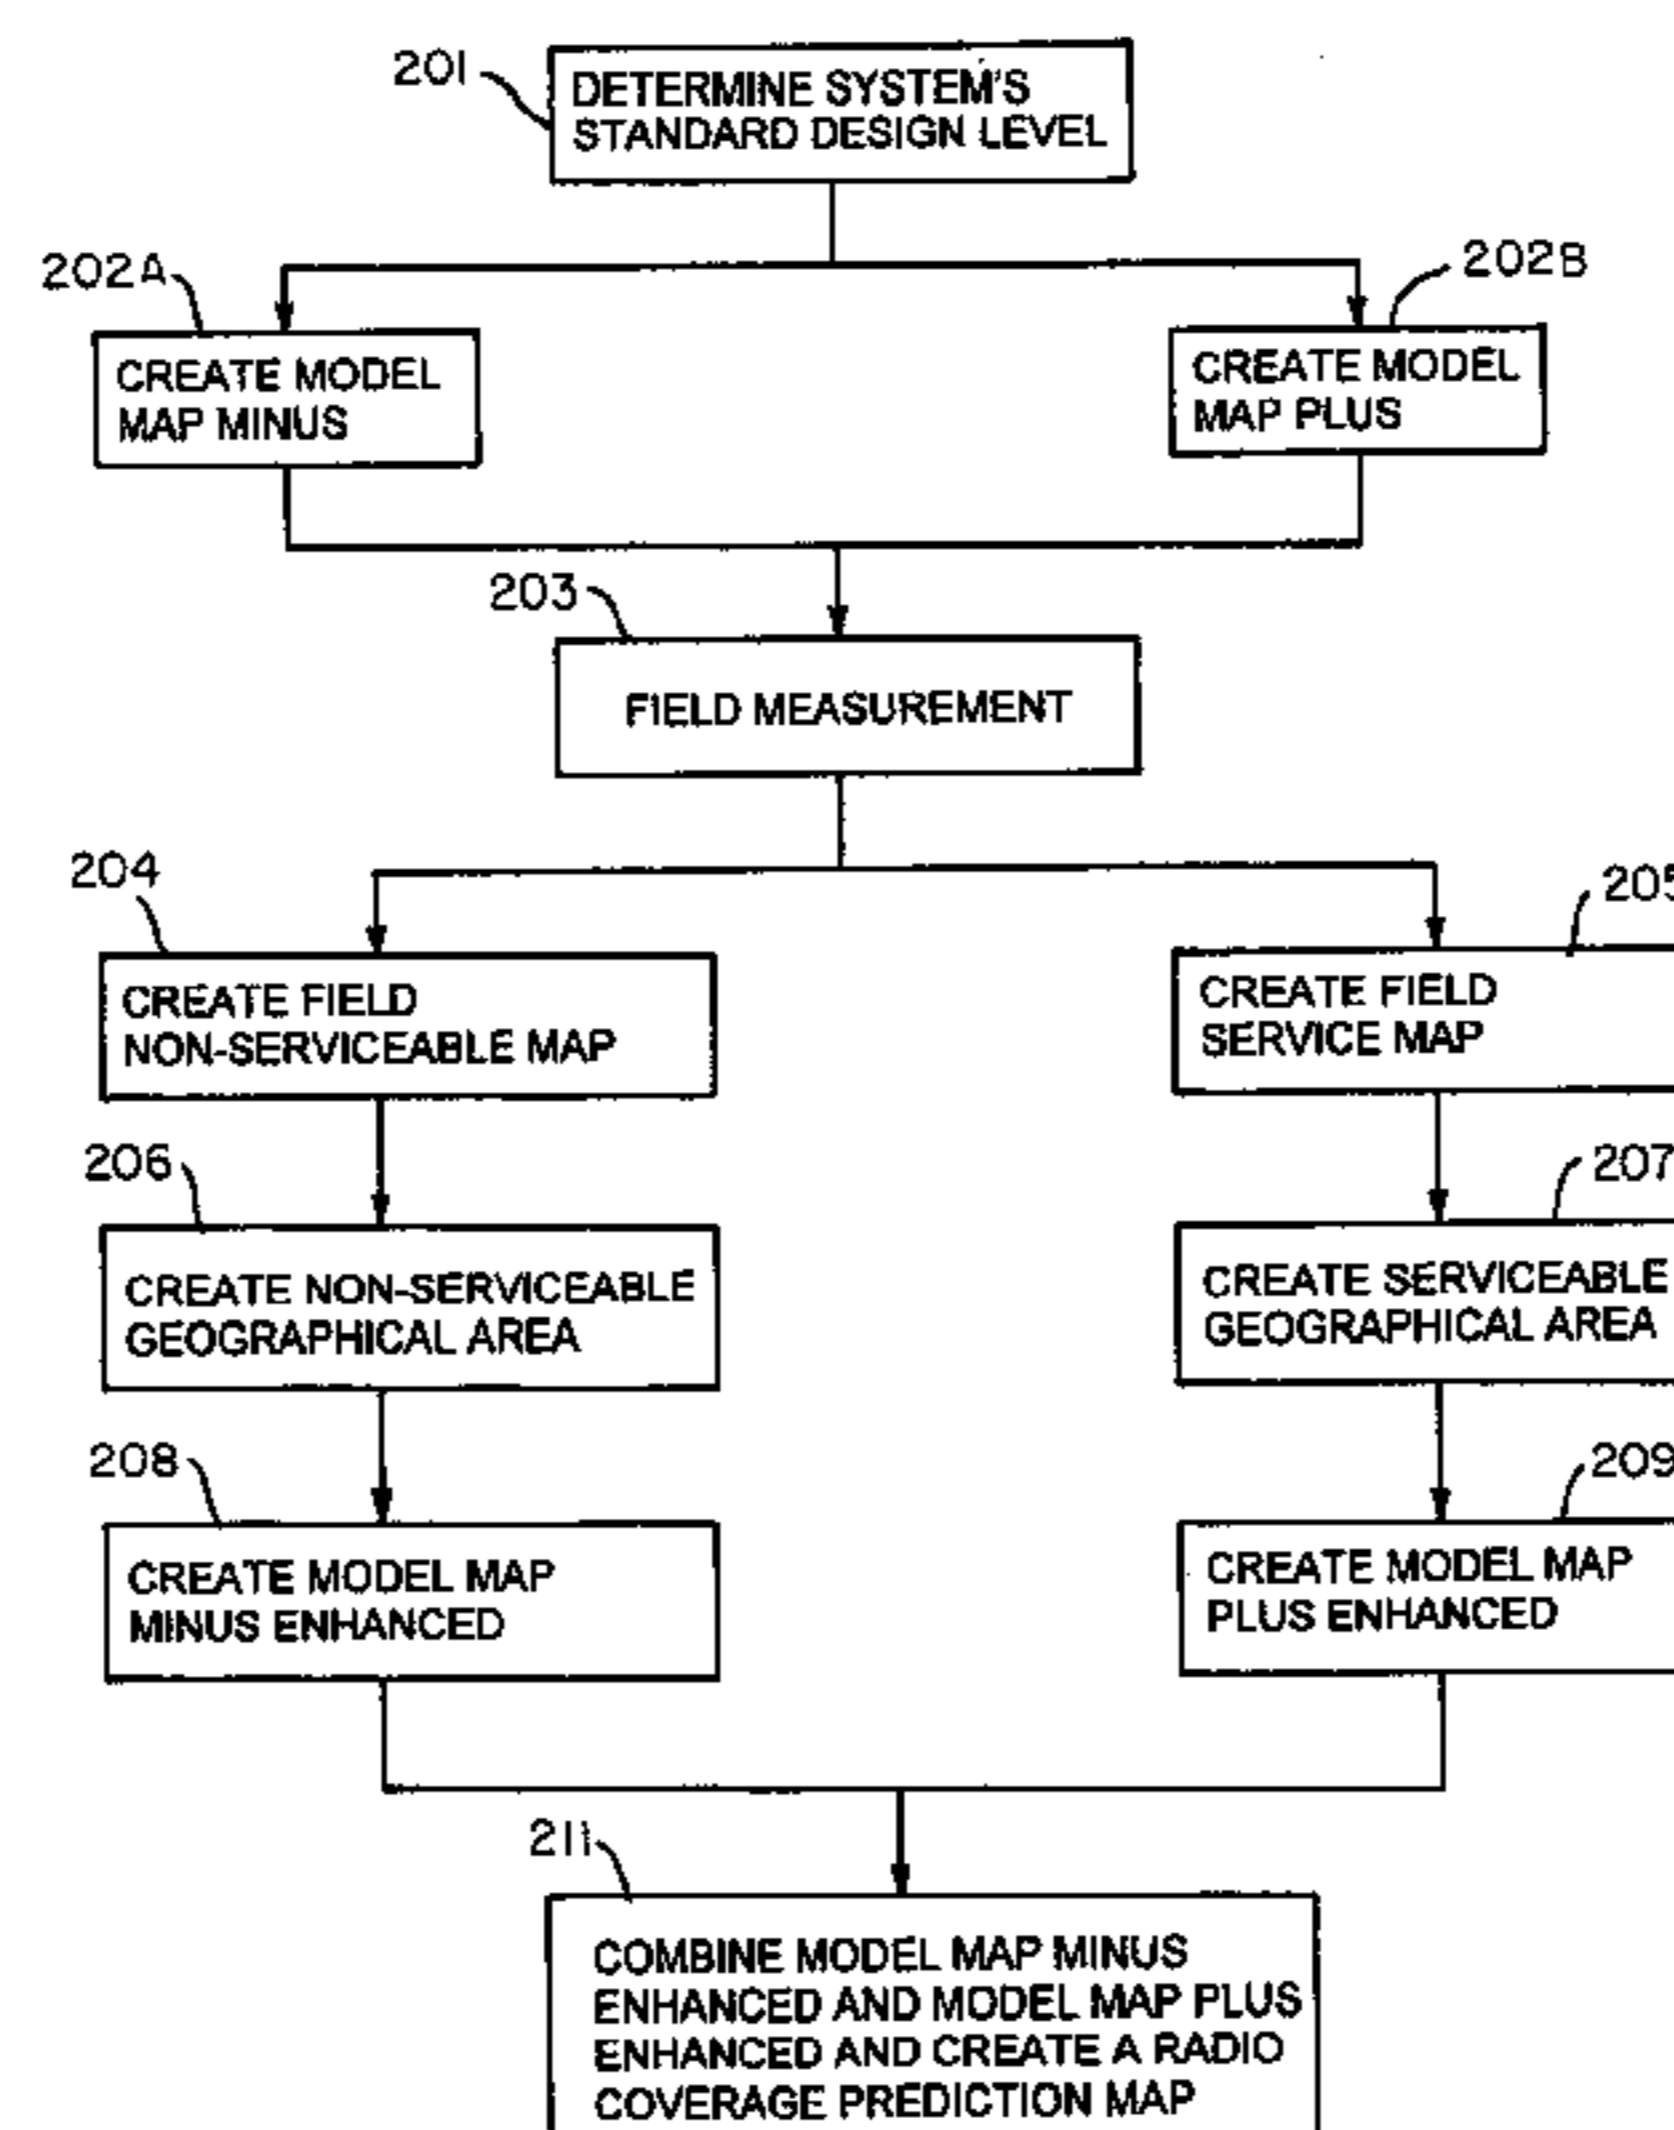 201
DETERMINE SYSTEM'S
STANDARD DESIGN LEVEL
202A
202B
CREATE MODEL
MAP MINUS
CREATE MODEL
MAP PLUS
203
FIELD MEASUREMENT
204
205
CREATE FIELD
NON-SERVICEABLE MAP
CREATE FIELD
SERVICE MAP
206
207
CREATE NON-SERVICEABLE
GEOGRAPHICAL AREA
CREATE SERVICEABLE
GEOGRAPHICAL AREA
208
209
CREATE MODEL MAP
MINUS ENHANCED
CREATE MODEL MAP
PLUS ENHANCED
211
COMBINE MODEL MAP MINUS
ENHANCED AND MODEL MAP PLUS
ENHANCED AND CREATE A RADIO
COVERAGE PREDICTION MAP